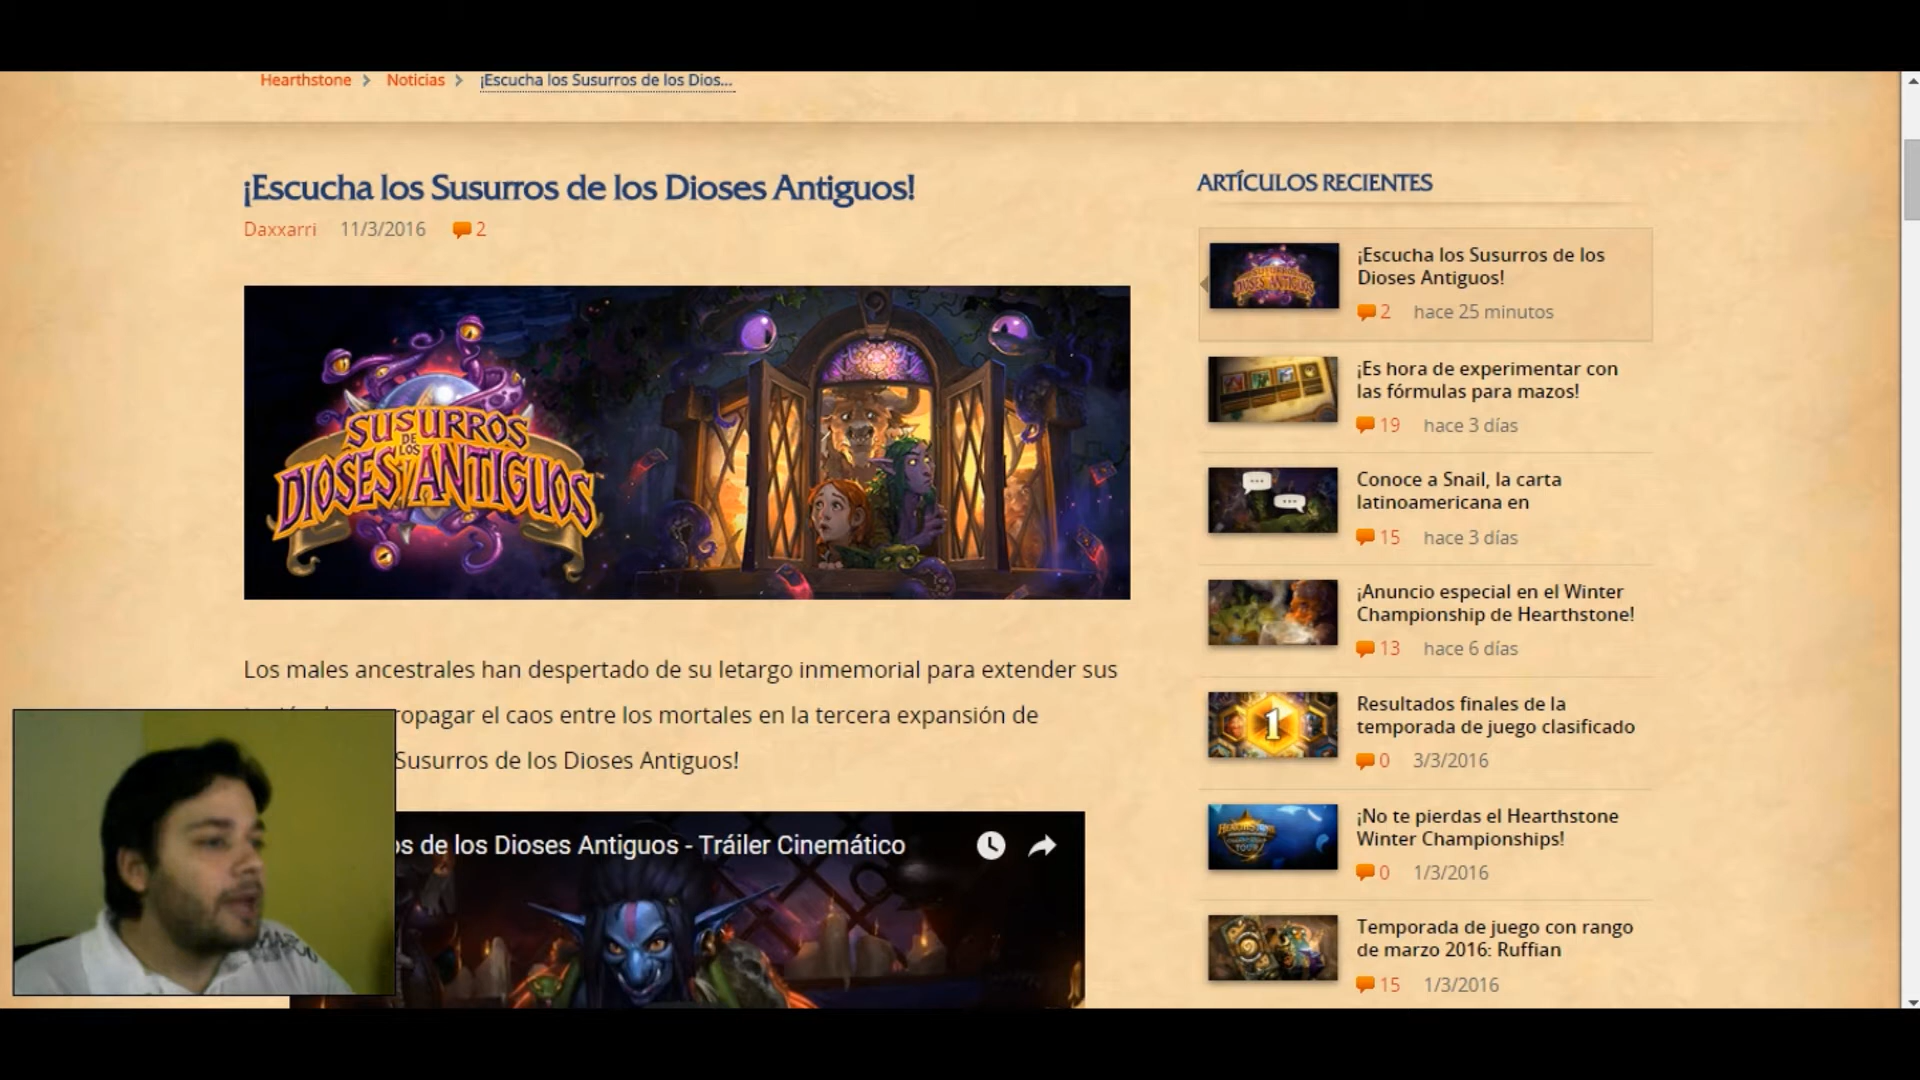 Hearthstone > Noticias > ¡Escucha los Susurros de los Dios...
¡Escucha los Susurros de los Dioses Antiguos!
Daxxarri 11/3/2016 2
SUSURROS
DE LOS
DIOSES ANTIGUOS
Los males ancestrales han despertado de su letargo inmemorial para extender sus
ropagar el caos entre los mortales en la tercera expansión de
Susurros de los Dioses Antiguos!
os de los Dioses Antiguos - Tráiler Cinemático
ARTÍCULOS RECIENTES
SUSURROS
DIOSES ANTIGUOS
¡Escucha los Susurros de los
Dioses Antiguos!
2 hace 25 minutos
¡Es hora de experimentar con
las fórmulas para mazos!
19 hace 3 días
Conoce a Snail, la carta
latinoamericana en
15 hace 3 días
¡Anuncio especial en el Winter
Championship de Hearthstone!
13 hace 6 días
1
Resultados finales de la
temporada de juego clasificado
0 3/3/2016
HEARTHSTONE
TOUR
¡No te pierdas el Hearthstone
Winter Championships!
0 1/3/2016
Temporada de juego con rango
de marzo 2016: Ruffian
15 1/3/2016